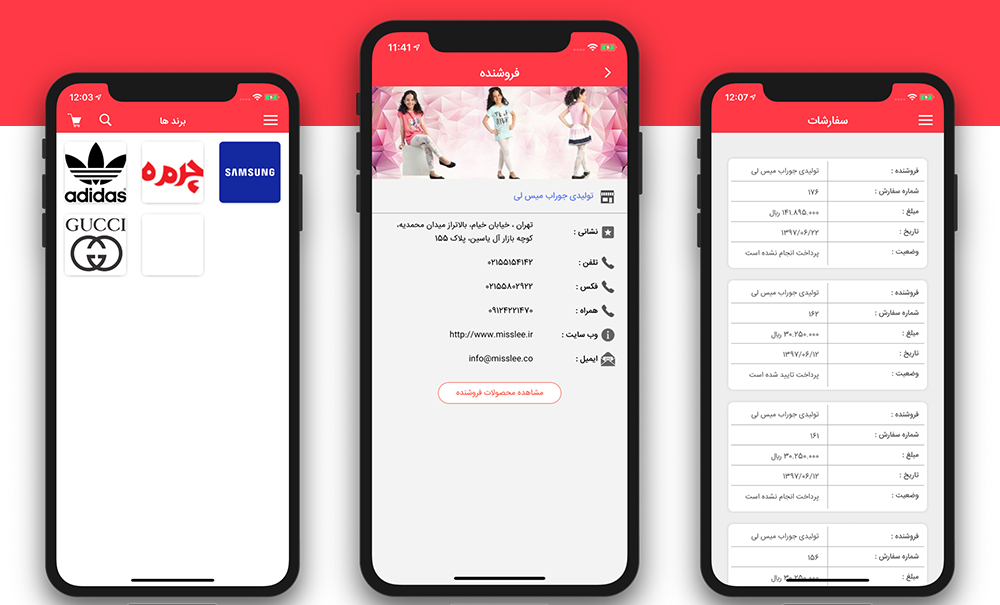 12:03
برند ها
adidas
چرمه
SAMSUNG
GUCCI
11:41
فروشنده
تولیدی جوراب میس لی
نشانی :
تهران ، خیابان خیام، بالاتراز میدان محمدیه،
کوچه بازار آل یاسین، پلاک ۱۵۵
تلفن : ۰۲۱۵۵۱۵۴۱۴۲
فکس : ۰۲۱۵۵۸۰۲۹۲۲
همراه : ۰۹۱۲۴۲۲۱۴۷۰
وب سایت : http://www.misslee.ir
ایمیل : info@misslee.co
مشاهده محصولات فروشنده
12:07
سفارشات
فروشنده : تولیدی جوراب میس لی
شماره سفارش : ۱۷۶
مبلغ : ۱۴۱.۸۹۵.۰۰۰ ریال
تاریخ : ۱۳۹۷/۰۶/۲۲
وضعیت : پرداخت انجام نشده است
فروشنده : تولیدی جوراب میس لی
شماره سفارش : ۱۶۲
مبلغ : ۳۰.۲۵۰.۰۰۰ ریال
تاریخ : ۱۳۹۷/۰۶/۱۲
وضعیت : پرداخت تایید شده است
فروشنده : تولیدی جوراب میس لی
شماره سفارش : ۱۶۱
مبلغ : ۳۰.۲۵۰.۰۰۰ ریال
تاریخ : ۱۳۹۷/۰۶/۱۲
وضعیت : پرداخت انجام نشده است
فروشنده : تولیدی جوراب میس لی
شماره سفارش : ۱۵۶
مبلغ : ۳۰.۲۵۰.۰۰۰ ریال